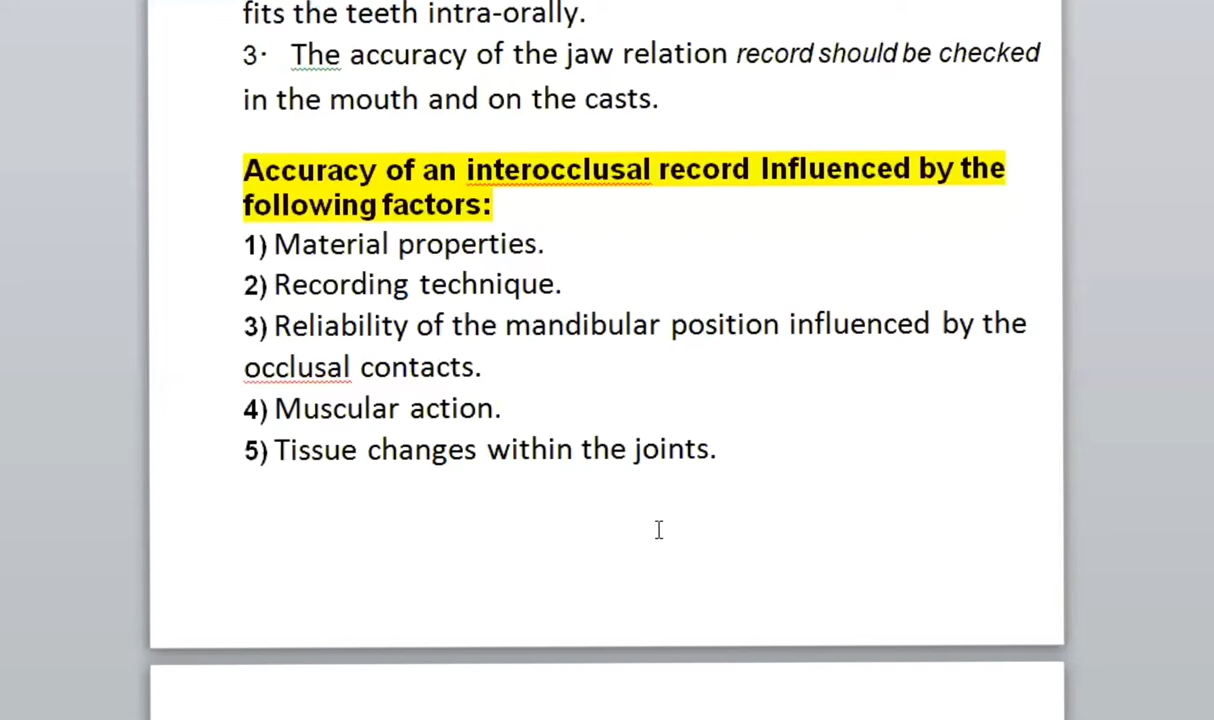 fits the teeth intra-orally.
3· The accuracy of the jaw relation record should be checked
in the mouth and on the casts.
Accuracy of an interocclusal record Influenced by the
following factors:
1) Material properties.
2) Recording technique.
3) Reliability of the mandibular position influenced by the
occlusal contacts.
4) Muscular action.
5) Tissue changes within the joints.